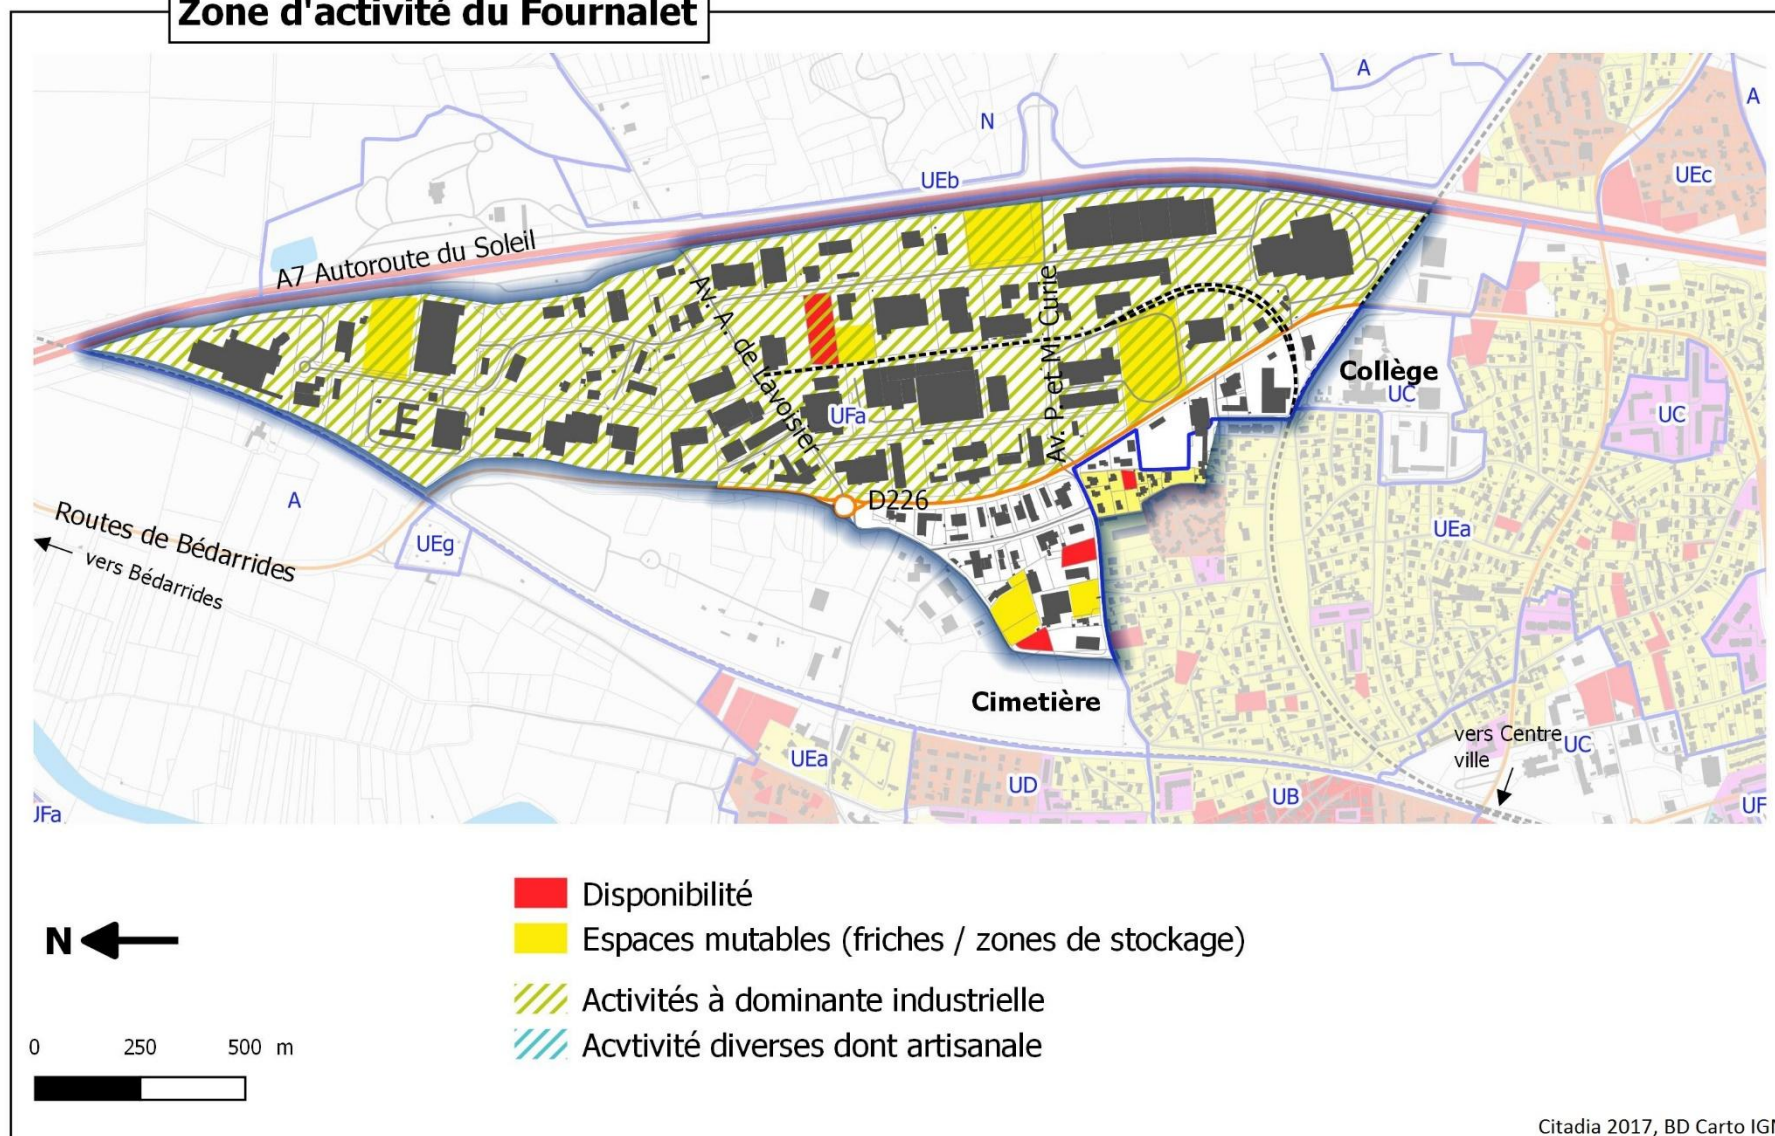 Zone d'activité du Fournalet
A
A
N
UEb
UEc
A7 Autoroute du Soleil
Av. A. de Lavoisier
Av. P. et M. Curie
UFa
Collège
UC
UC
D226
A
Routes de Bédarrides
vers Bédarrides
UEg
UEa
Cimetière
vers Centre
ville
UC
UEa
UD
UB
UFa
UF
Disponibilité
Espaces mutables (friches / zones de stockage)
N
Activités à dominante industrielle
Acvtivité diverses dont artisanale
0 250 500 m
Citadia 2017, BD Carto IGN